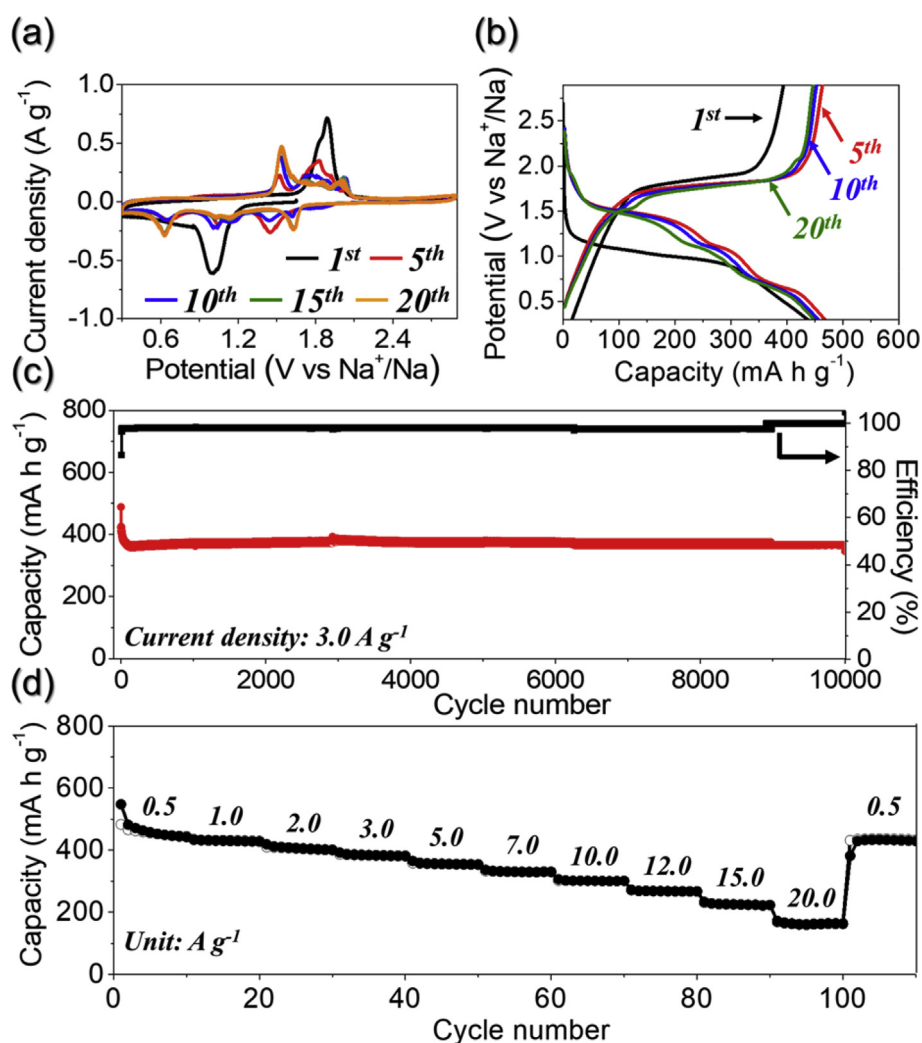 (a)
Current density (A g⁻¹)
1.0
0.5
0.0
-0.5
-1.0
1ˢᵗ 5ᵗʰ
10ᵗʰ 15ᵗʰ 20ᵗʰ
0.6 1.2 1.8 2.4
Potential (V vs Na⁺/Na)
(b)
Potential (V vs Na⁺/Na)
2.5
2.0
1.5
1.0
0.5
1ˢᵗ
5ᵗʰ
10ᵗʰ
20ᵗʰ
0 100 200 300 400 500 600
Capacity (mA h g⁻¹)
(c)
Capacity (mA h g⁻¹)
800
600
400
200
0
Current density: 3.0 A g⁻¹
100
80
60
40
20
0
Efficiency (%)
0 2000 4000 6000 8000 10000
Cycle number
(d)
Capacity (mA h g⁻¹)
800
600
400
200
0
0.5 1.0 2.0 3.0 5.0 7.0 10.0 12.0 15.0 20.0 0.5
Unit: A g⁻¹
0 20 40 60 80 100
Cycle number